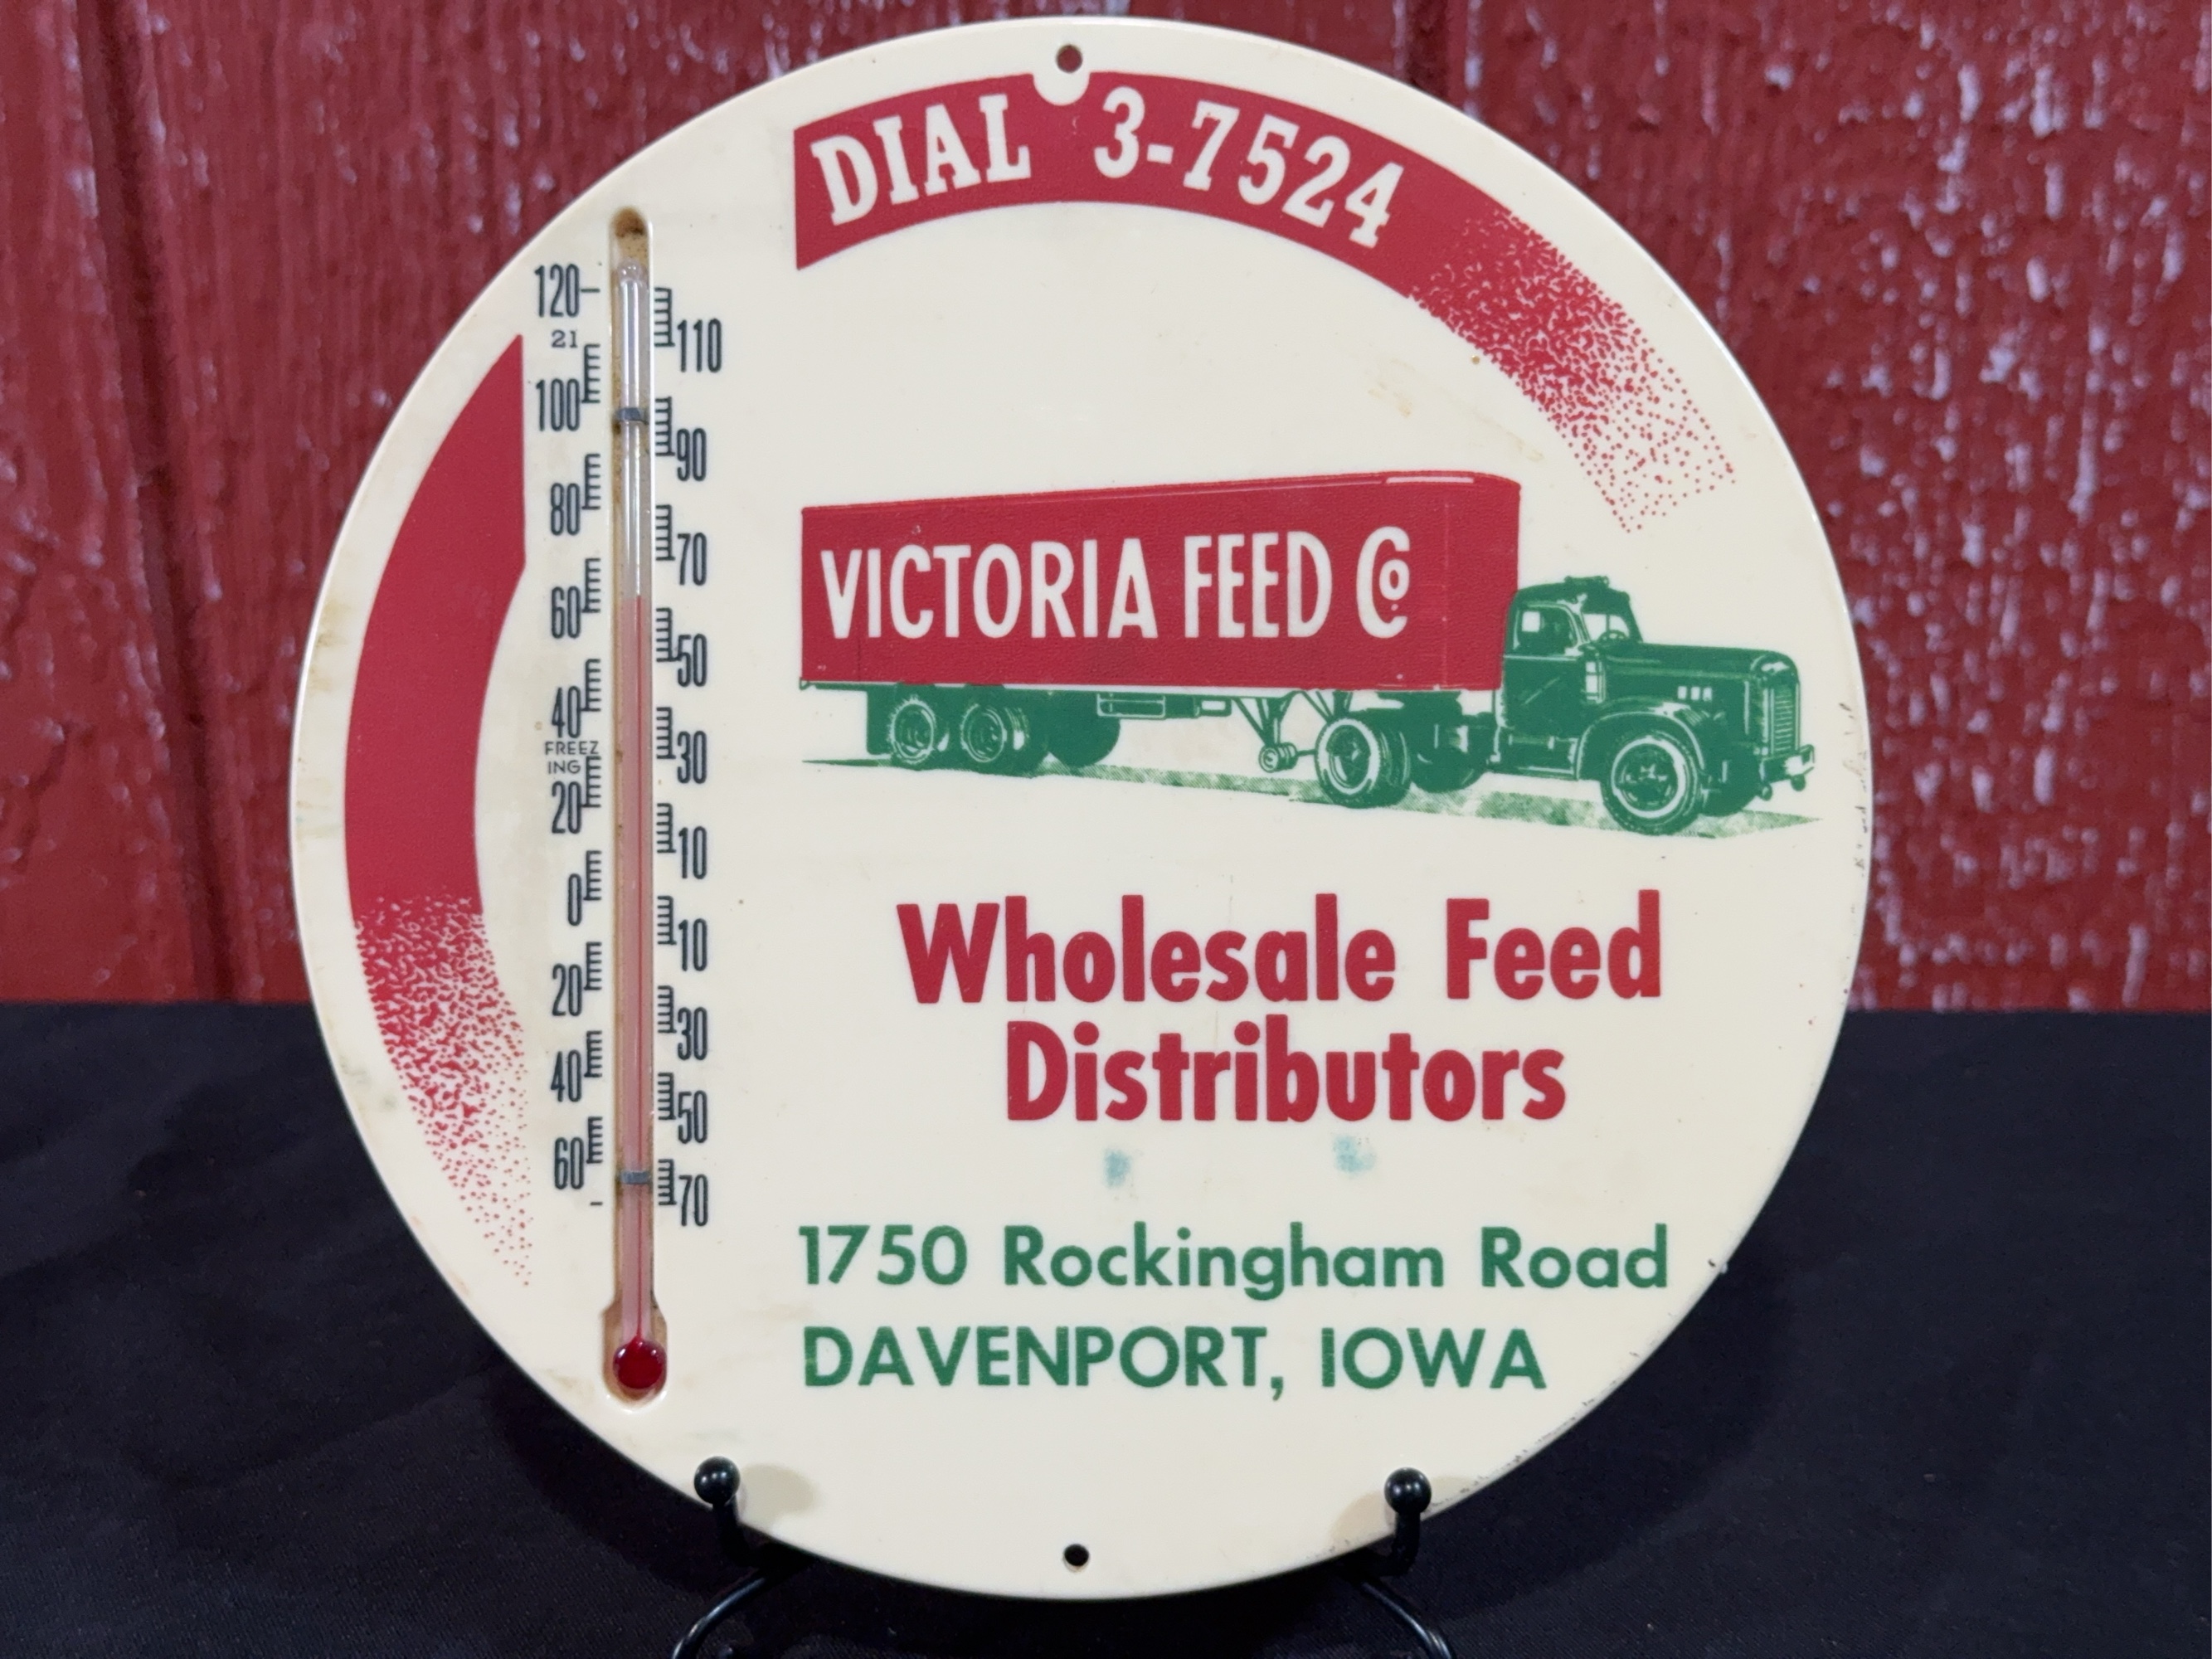 DIAL 3-7524
120
21
110
100
90
80
70
60
50
40
FREEZ
ING
30
20
10
0
10
20
30
40
50
60
70
VICTORIA FEED Co
Wholesale Feed
Distributors
1750 Rockingham Road
DAVENPORT, IOWA